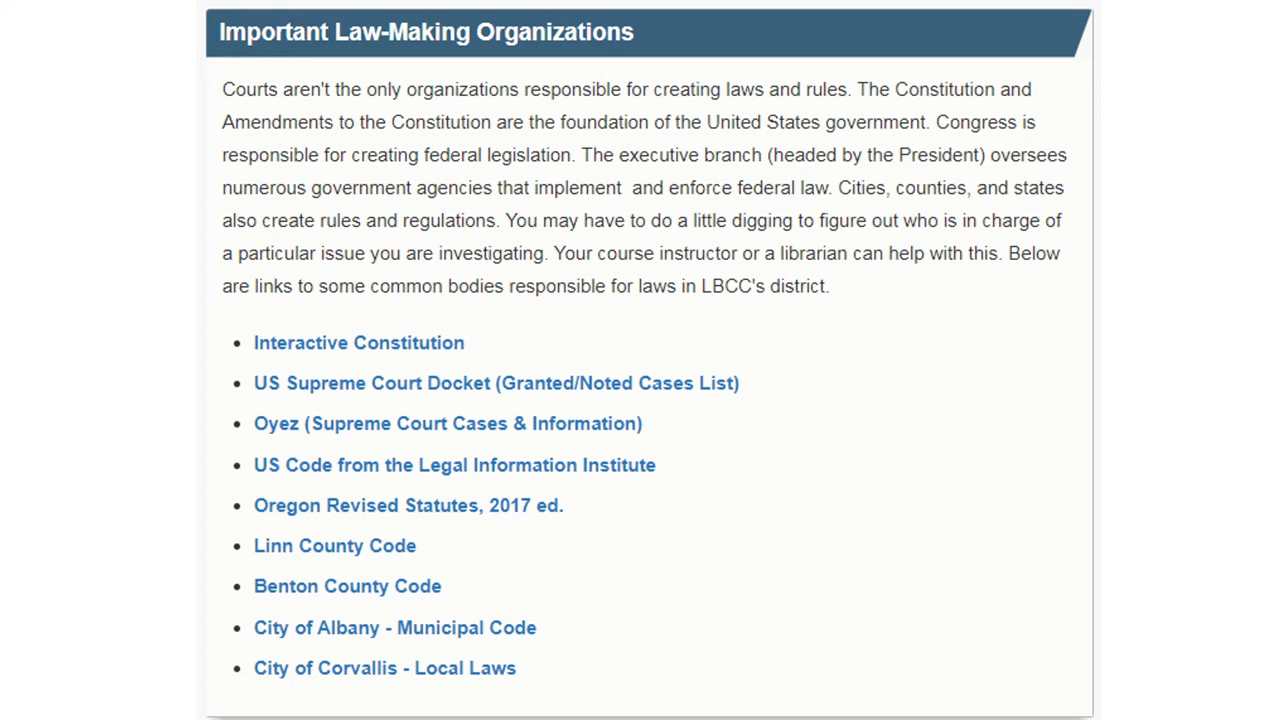 Important Law-Making Organizations
Courts aren't the only organizations responsible for creating laws and rules. The Constitution and
Amendments to the Constitution are the foundation of the United States government. Congress is
responsible for creating federal legislation. The executive branch (headed by the President) oversees
numerous government agencies that implement  and enforce federal law. Cities, counties, and states
also create rules and regulations. You may have to do a little digging to figure out who is in charge of
a particular issue you are investigating. Your course instructor or a librarian can help with this. Below
are links to some common bodies responsible for laws in LBCC's district.
• Interactive Constitution
• US Supreme Court Docket (Granted/Noted Cases List)
• Oyez (Supreme Court Cases & Information)
• US Code from the Legal Information Institute
• Oregon Revised Statutes, 2017 ed.
• Linn County Code
• Benton County Code
• City of Albany - Municipal Code
• City of Corvallis - Local Laws